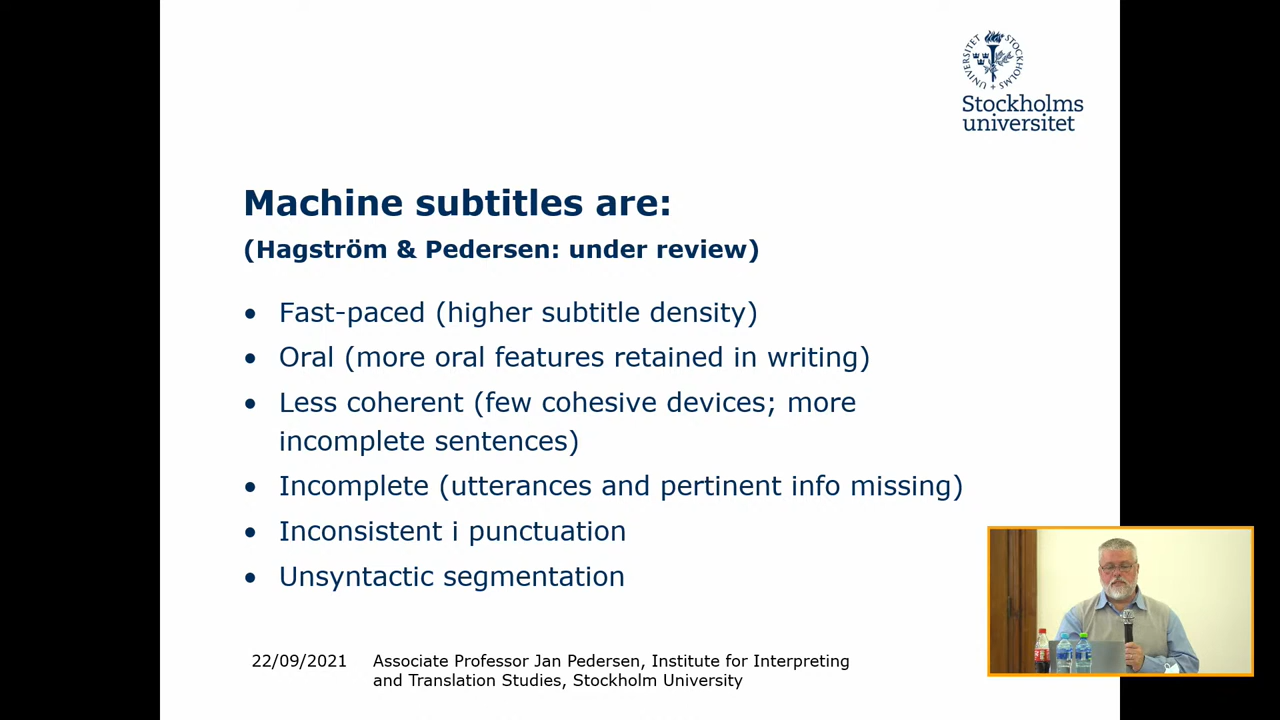 STOCKHOLMS UNIVERSITET
Stockholms
universitet
Machine subtitles are:
(Hagström & Pedersen: under review)
• Fast-paced (higher subtitle density)
• Oral (more oral features retained in writing)
• Less coherent (few cohesive devices; more
incomplete sentences)
• Incomplete (utterances and pertinent info missing)
• Inconsistent i punctuation
• Unsyntactic segmentation
22/09/2021 Associate Professor Jan Pedersen, Institute for Interpreting
and Translation Studies, Stockholm University